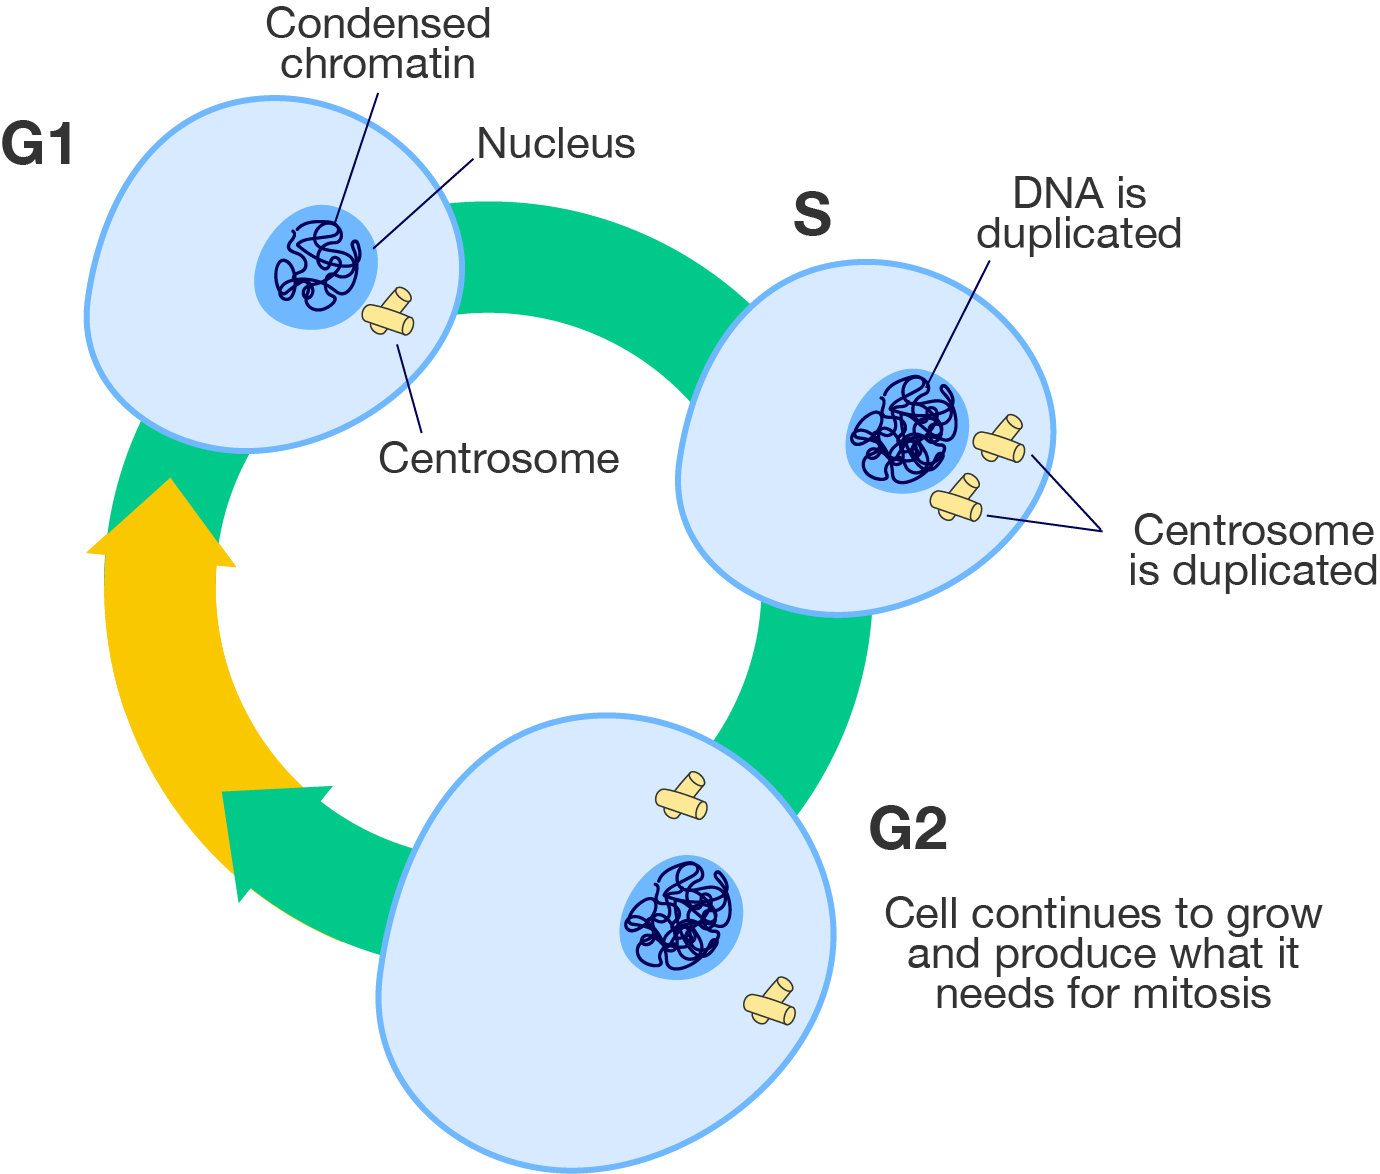 Condensed
chromatin
G1
Nucleus
S
DNA is
duplicated
Centrosome
Centrosome
is duplicated
G2
Cell continues to grow
and produce what it
needs for mitosis